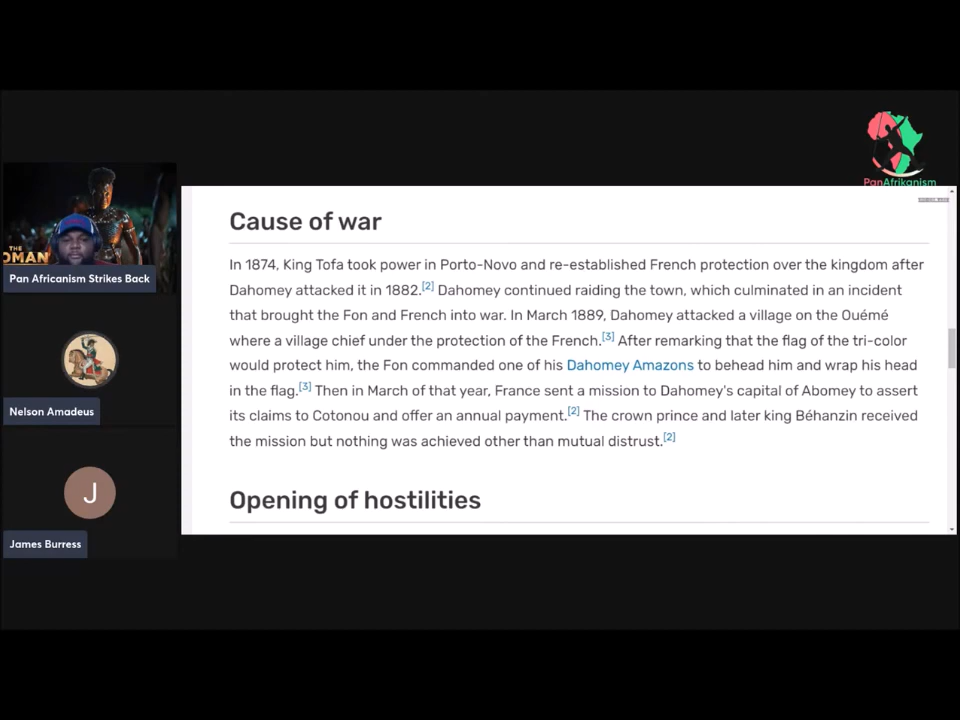 PanAfrikanism
Cause of war
In 1874, King Tofa took power in Porto-Novo and re-established French protection over the kingdom after
Dahomey attacked it in 1882.[2] Dahomey continued raiding the town, which culminated in an incident
that brought the Fon and French into war. In March 1889, Dahomey attacked a village on the Ouémé
where a village chief under the protection of the French.[3] After remarking that the flag of the tri-color
would protect him, the Fon commanded one of his Dahomey Amazons to behead him and wrap his head
in the flag.[3] Then in March of that year, France sent a mission to Dahomey's capital of Abomey to assert
its claims to Cotonou and offer an annual payment.[2] The crown prince and later king Béhanzin received
the mission but nothing was achieved other than mutual distrust.[2]
Opening of hostilities
THE
OMAN
Pan Africanism Strikes Back
Nelson Amadeus
J
James Burress